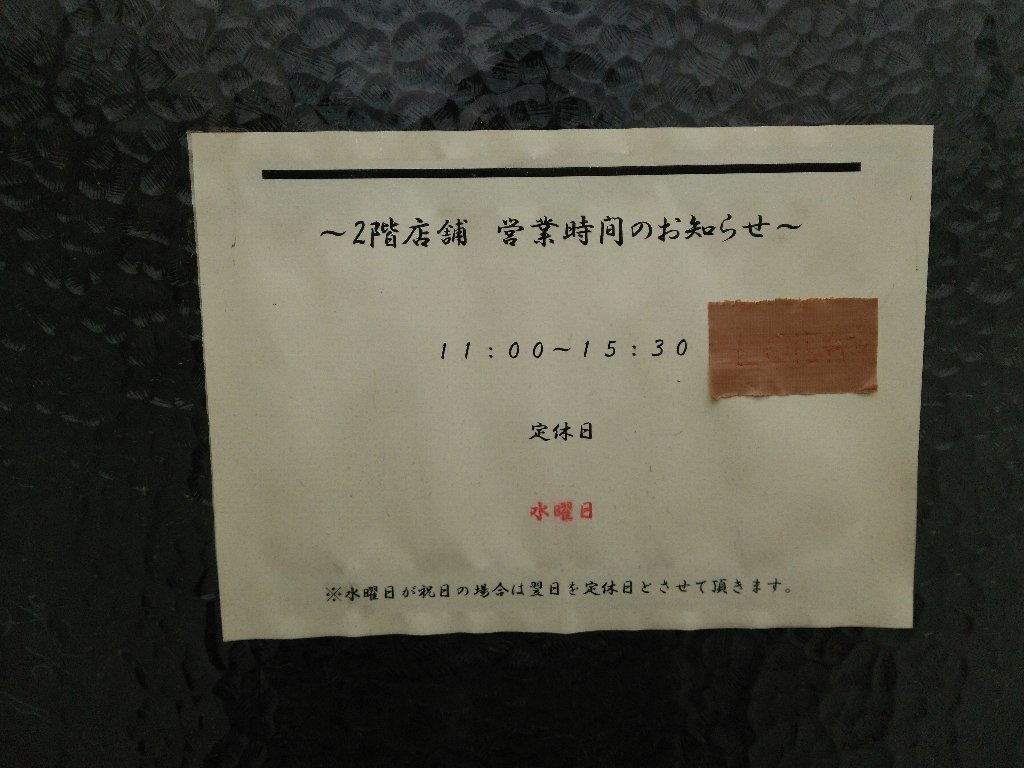 ～2階店舗 営業時間のお知らせ～
11：00～15：30
定休日
水曜日
※水曜日が祝日の場合は翌日を定休日とさせて頂きます。